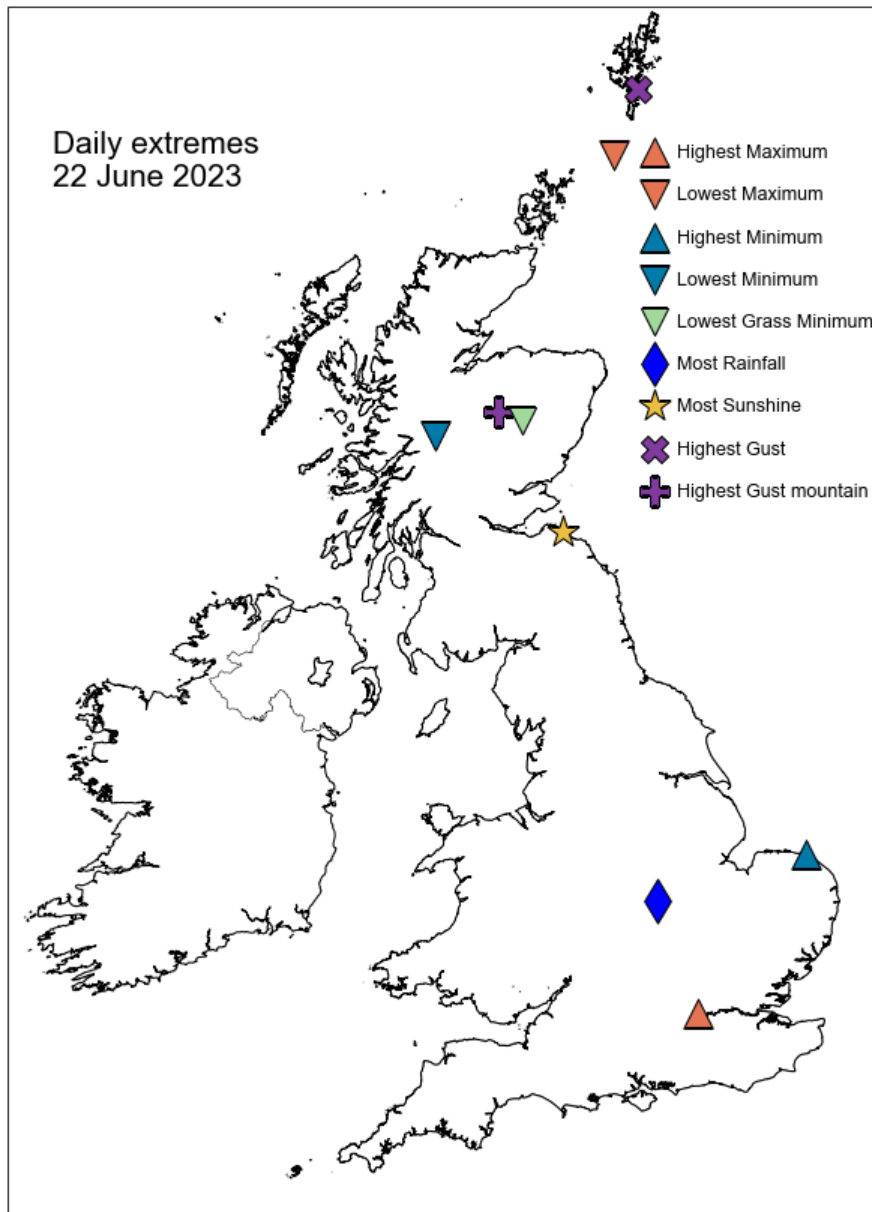 Daily extremes
22 June 2023
Highest Maximum
Lowest Maximum
Highest Minimum
Lowest Minimum
Lowest Grass Minimum
Most Rainfall
Most Sunshine
Highest Gust
Highest Gust mountain